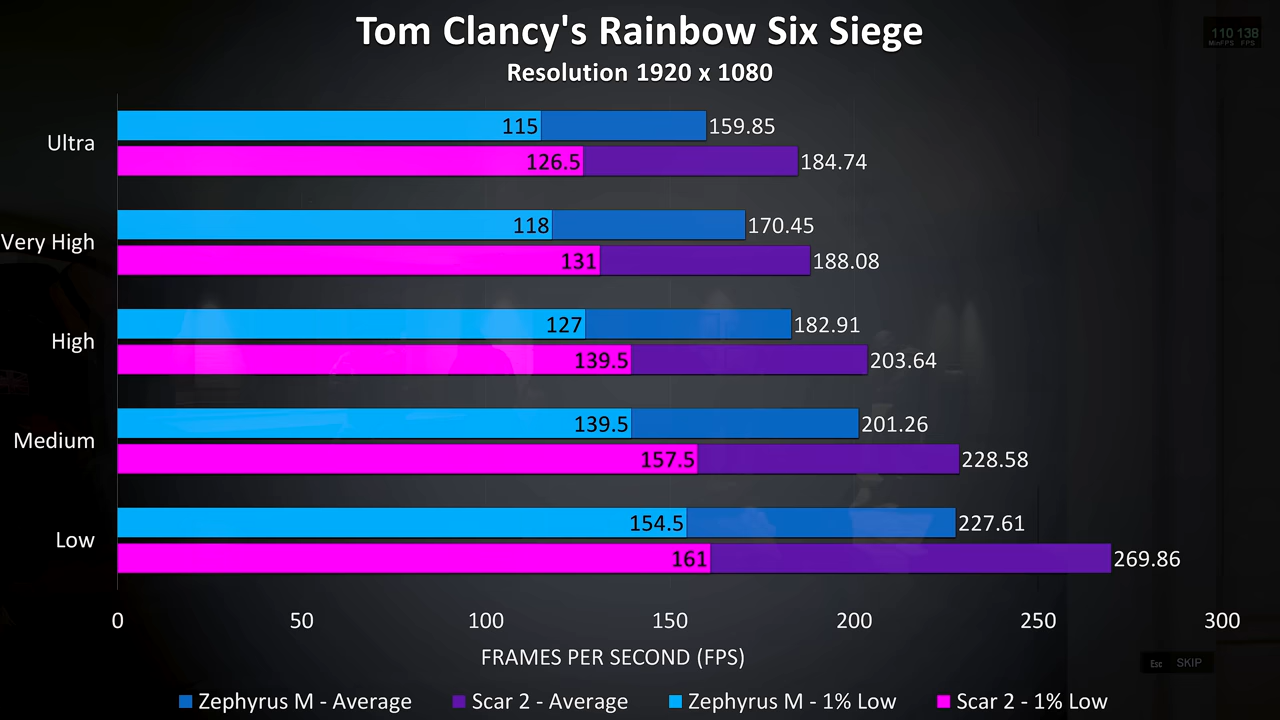 Tom Clancy's Rainbow Six Siege
Resolution 1920 x 1080
110 138
MinFPS FPS
Ultra
115 159.85
126.5 184.74
Very High
118 170.45
131 188.08
High
127 182.91
139.5 203.64
Medium
139.5 201.26
157.5 228.58
Low
154.5 227.61
161 269.86
0 50 100 150 200 250 300
FRAMES PER SECOND (FPS)
Esc SKIP
Zephyrus M - Average Scar 2 - Average Zephyrus M - 1% Low Scar 2 - 1% Low